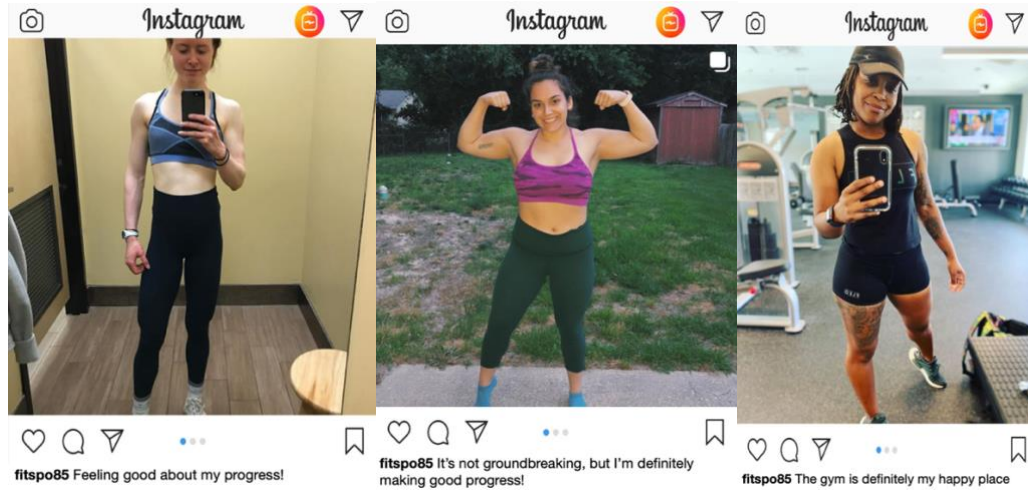 Instagram
fitspo85 Feeling good about my progress!
Instagram
fitspo85 It's not groundbreaking, but I'm definitely
making good progress!
Instagram
fitspo85 The gym is definitely my happy place